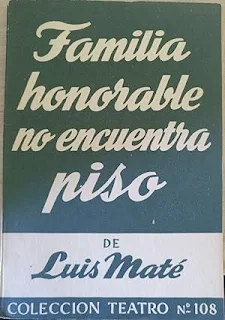 Familia
honorable
no encuentra
piso
DE
Luis Maté
COLECCION TEATRO Nº 108